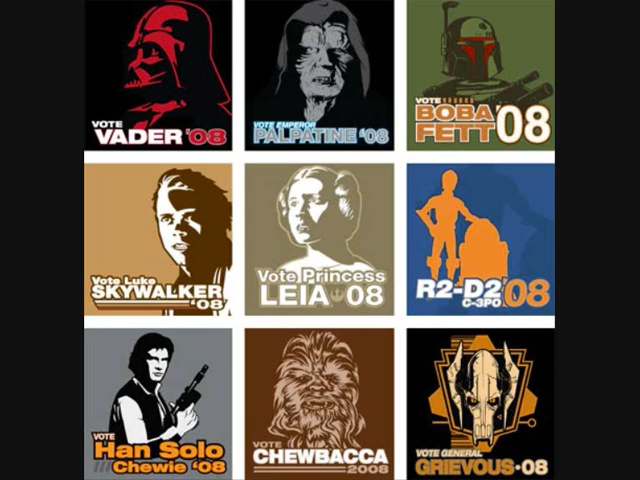 VOTE
VADER '08
VOTE EMPEROR
PALPATINE '08
VOTE
BOBA
FETT '08
Vote Luke
SKYWALKER
'08
Vote Princess
LEIA 08
R2-D2 '08
C-3PO
VOTE
Han Solo
Chewie '08
VOTE
CHEWBACCA
2008
VOTE GENERAL
GRIEVOUS·08